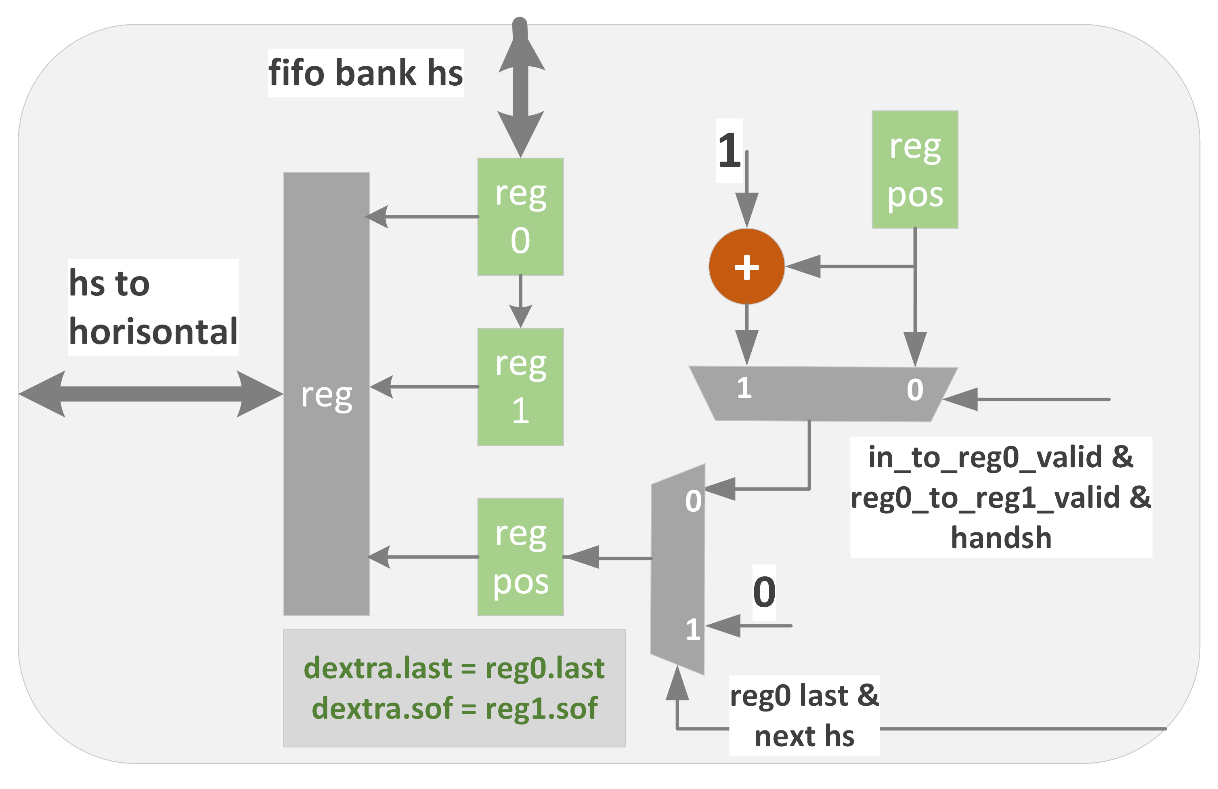 fifo bank hs
1
reg
pos
reg
0
+
hs to
horisontal
reg
1
reg
1
0
in_to_reg0_valid &
reg0_to_reg1_valid &
handsh
0
reg
pos
0
1
dextra.last = reg0.last
dextra.sof = reg1.sof
reg0 last &
next hs